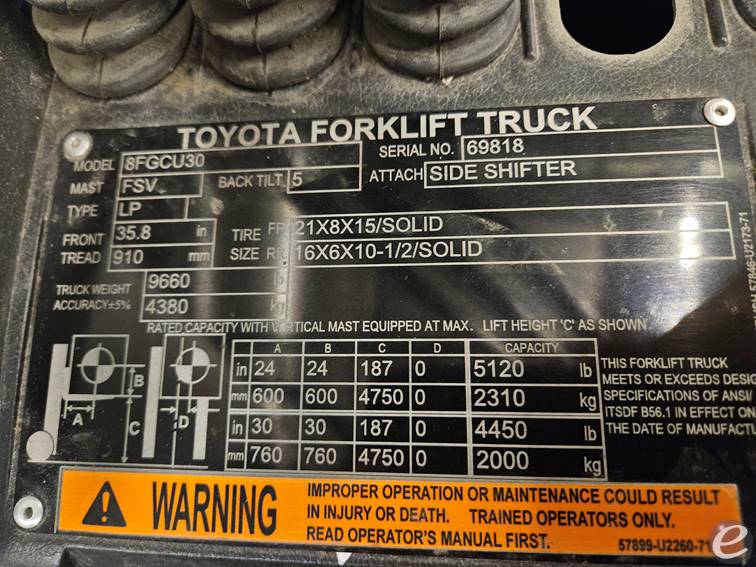 TOYOTA FORKLIFT TRUCK
MODEL 8FGCU30 SERIAL NO. 69818
MAST FSV BACK TILT 5 ATTACH SIDE SHIFTER
TYPE LP
FRONT TREAD 35.8 in TIRE SIZE FR 21X8X15/SOLID
910 mm RR 16X6X10-1/2/SOLID
TRUCK WEIGHT 9660 lb
ACCURACY±5% 4380 kg
RATED CAPACITY WITH VERTICAL MAST EQUIPPED AT MAX. LIFT HEIGHT 'C' AS SHOWN.
A B C D CAPACITY
in 24 24 187 0 5120 lb
mm 600 600 4750 0 2310 kg
in 30 30 187 0 4450 lb
mm 760 760 4750 0 2000 kg
A B C D
THIS FORKLIFT TRUCK
MEETS OR EXCEEDS
SPECIFICATIONS OF ANSI/
ITSDF B56.1 IN EFFECT ON
THE DATE OF
WARNING
IMPROPER OPERATION OR MAINTENANCE COULD RESULT
IN INJURY OR DEATH. TRAINED OPERATORS ONLY.
READ OPERATOR'S MANUAL FIRST. 57899-U2260-71
e